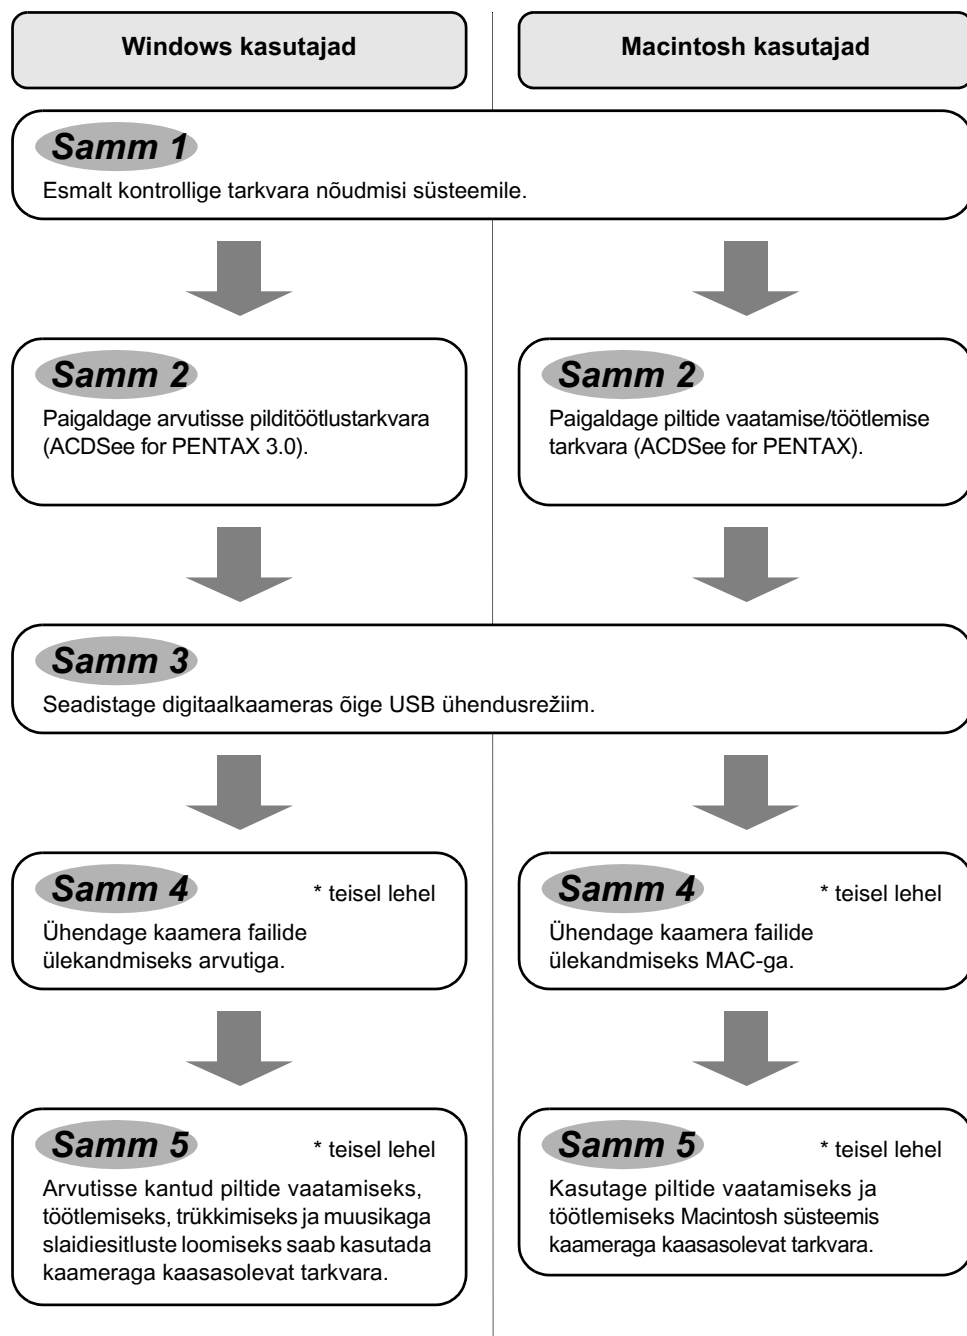 Windows kasutajad
Macintosh kasutajad
Samm 1
Esmalt kontrollige tarkvara nõudmisi süsteemile.
Samm 2
Paigaldage arvutisse pilditöötlustarkvara
(ACDSee for PENTAX 3.0).
Samm 2
Paigaldage piltide vaatamise/töötlemise
tarkvara (ACDSee for PENTAX).
Samm 3
Seadistage digitaalkaameras õige USB ühendusrežiim.
Samm 4
* teisel lehel
Ühendage kaamera failide
ülekandmiseks arvutiga.
Samm 4
* teisel lehel
Ühendage kaamera failide
ülekandmiseks MAC-ga.
Samm 5
* teisel lehel
Arvutisse kantud piltide vaatamiseks,
töötlemiseks, trükkimiseks ja muusikaga
slaidiesitluste loomiseks saab kasutada
kaameraga kaasasolevat tarkvara.
Samm 5
* teisel lehel
Kasutage piltide vaatamiseks ja
töötlemiseks Macintosh süsteemis
kaameraga kaasasolevat tarkvara.